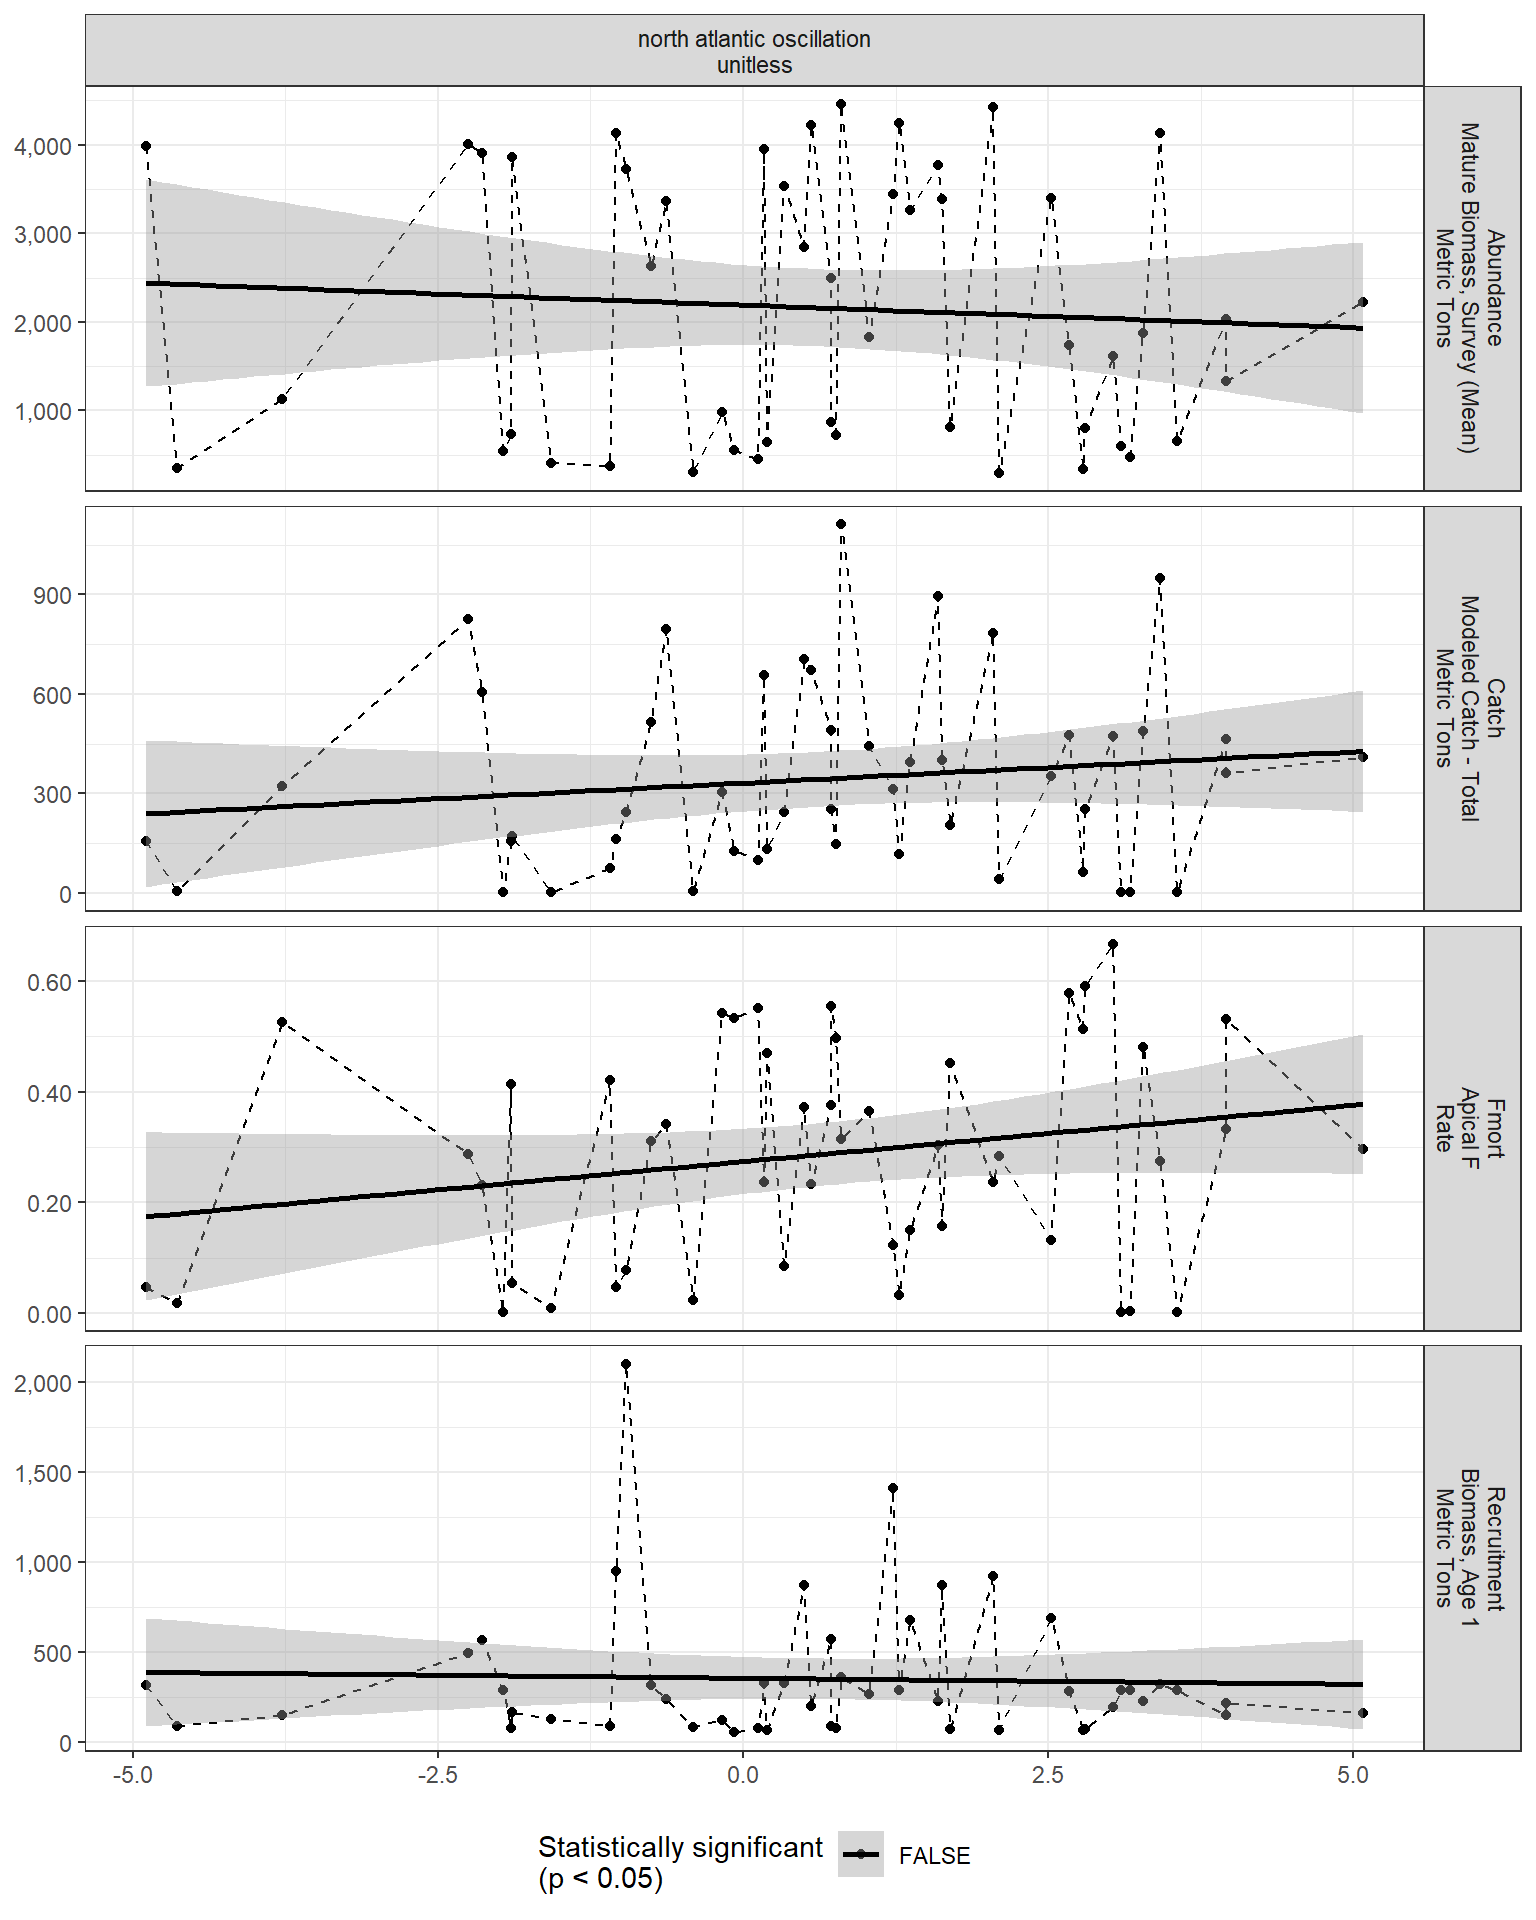 north atlantic oscillation
unitless
4,000
3,000
2,000
1,000
Abundance
Mature Biomass, Survey (Mean)
Metric Tons
900
600
300
0
Catch
Modeled Catch - Total
Metric Tons
0.60
0.40
0.20
0.00
Fmort
Apical F
Rate
2,000
1,500
1,000
500
0
Recruitment
Biomass, Age 1
Metric Tons
-5.0 -2.5 0.0 2.5 5.0
Statistically significant
(p < 0.05)
FALSE